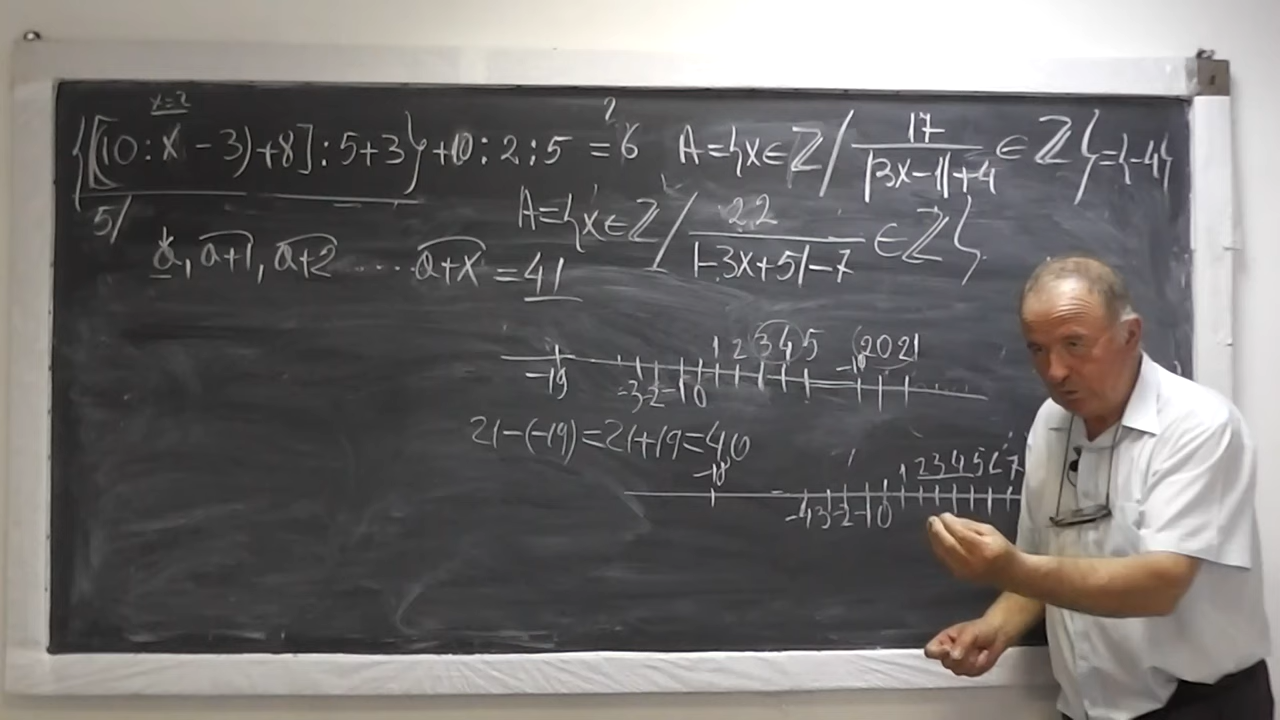 x=2
{[(10:x-3)+8]:5+3}+10:2:5 ?=6
5/
a, a+1, a+2 .... a+x = 41
A={x∈Z/ 17/(|3x-1|+4) ∈Z}={-4}
A={x∈Z/ 22/(|-3x+5|-7) ∈Z}
1 2 3 4 5 20 21
-19 -3 -2 -1 0
21-(-19)=21+19=40
-18 1 2 3 4 5 6 7
-4 3 -2 -1 0